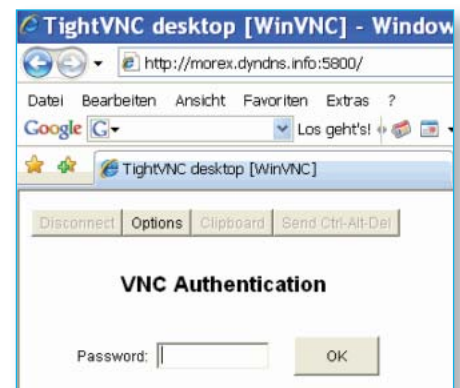 TightVNC desktop [WinVNC] - Window
http://morex.dyndns.info:5800/
Datei Bearbeiten Ansicht Favoriten Extras ?
Google G Los geht's!
TightVNC desktop [WinVNC]
Disconnect Options Clipboard Send Ctrl-Alt-Del
VNC Authentication
Password: OK